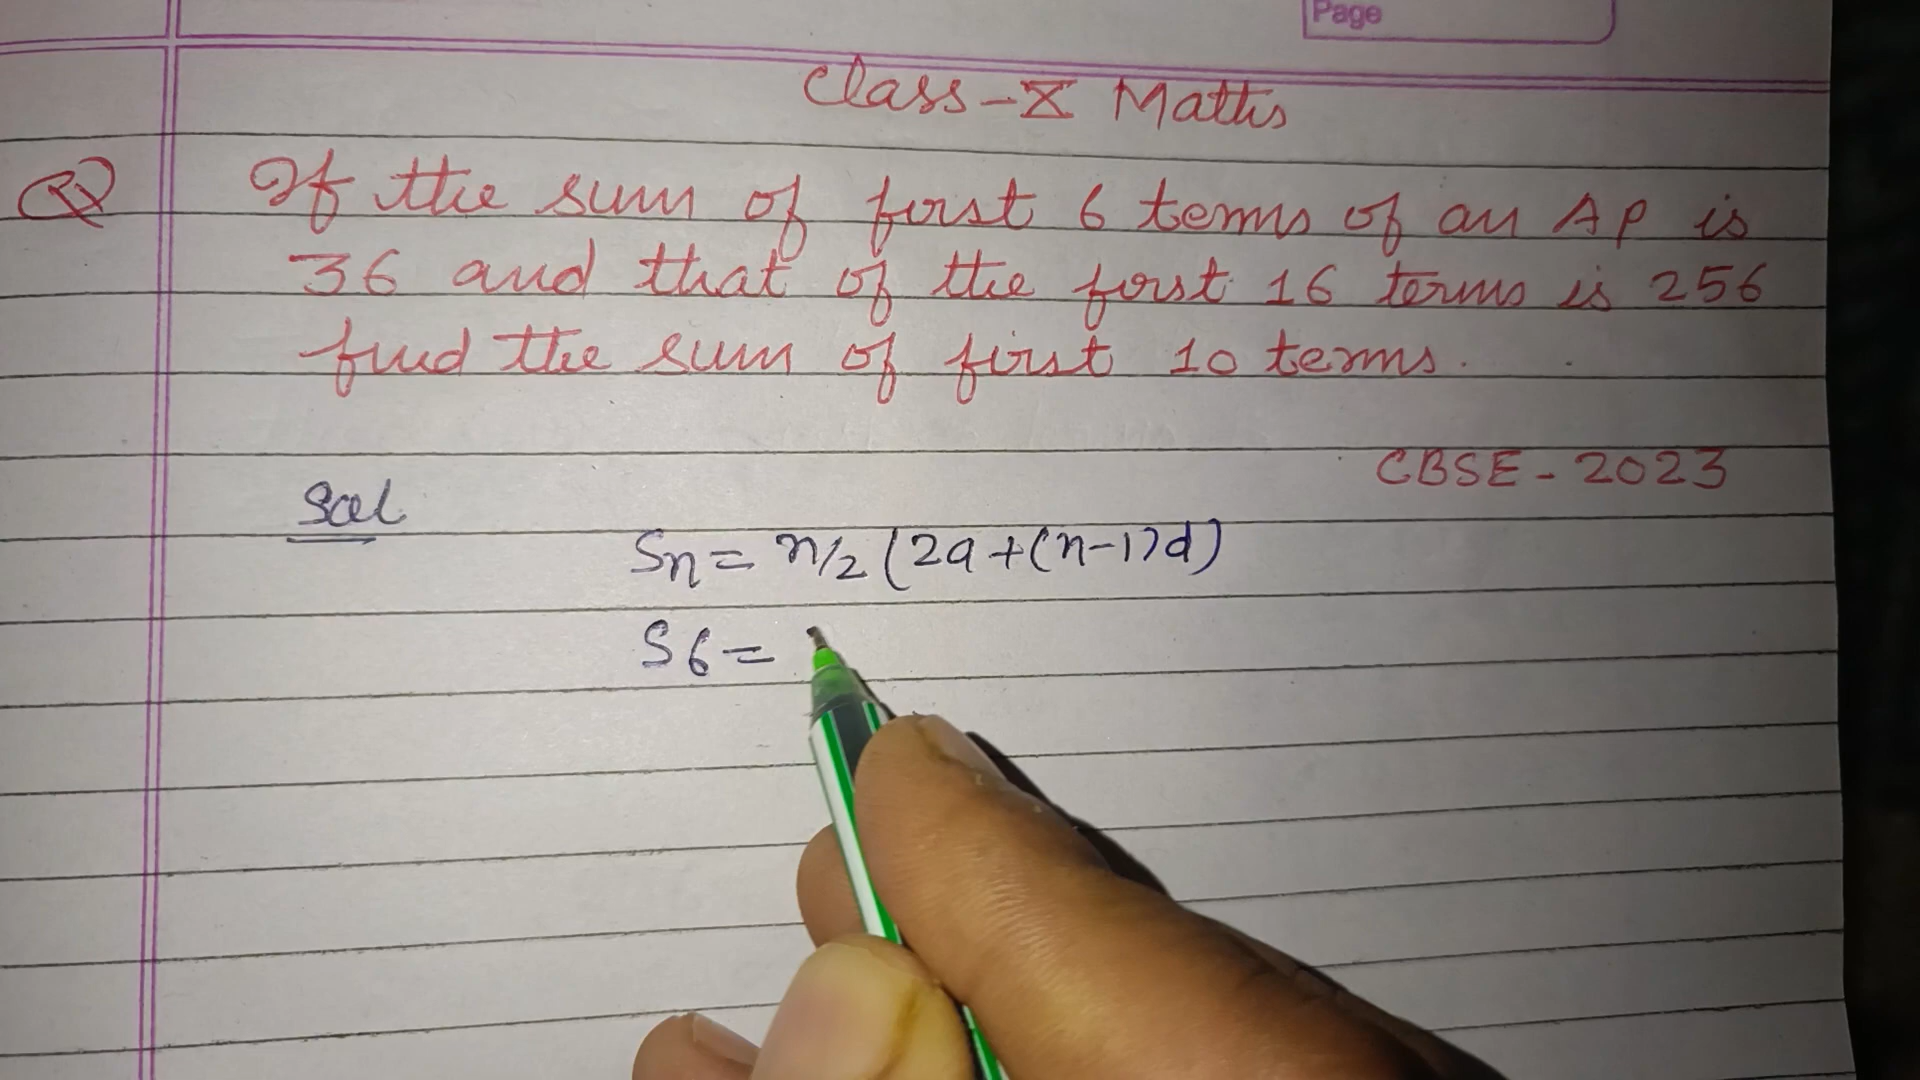 Page
Class-X Maths
Q
If the sum of first 6 terms of an AP is
36 and that of the first 16 terms is 256
find the sum of first 10 terms.
CBSE - 2023
Sol
Sn = n/2 (2a+(n-1)d)
S6 =